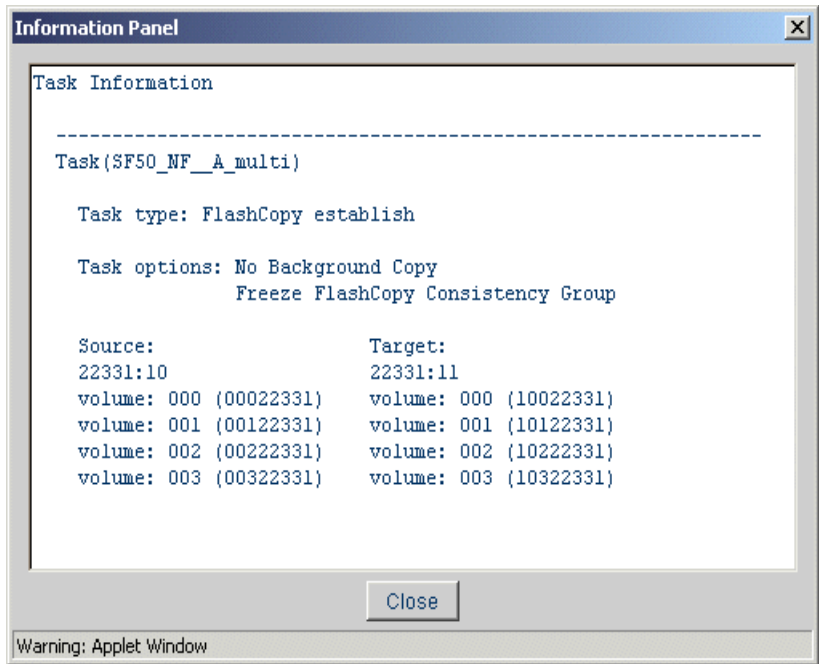 Information Panel
Task Information
---------------------------------------------------------------
Task(SF50_NF__A_multi)
Task type: FlashCopy establish
Task options: No Background Copy
Freeze FlashCopy Consistency Group
Source: Target:
22331:10 22331:11
volume: 000 (00022331) volume: 000 (10022331)
volume: 001 (00122331) volume: 001 (10122331)
volume: 002 (00222331) volume: 002 (10222331)
volume: 003 (00322331) volume: 003 (10322331)
Close
Warning: Applet Window